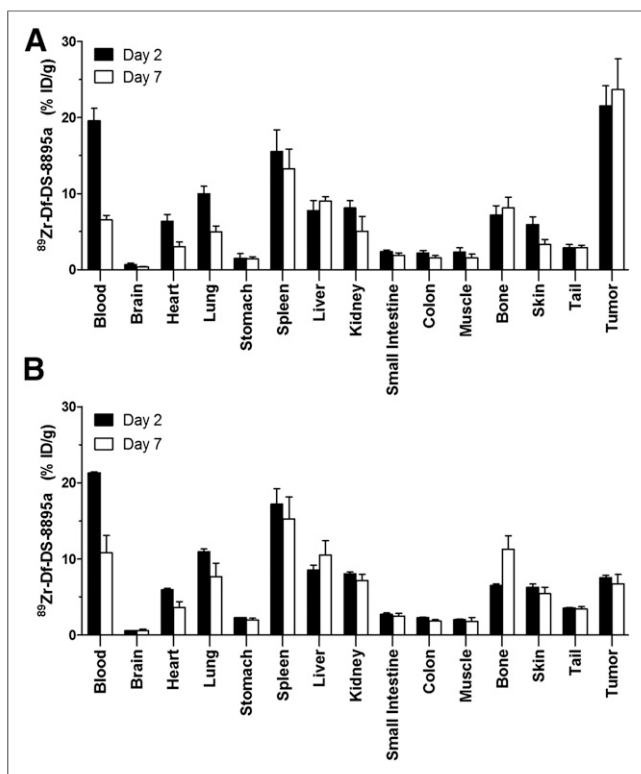 A
30
20
10
0
⁸⁹Zr-Df-DS-8895a (% ID/g)
Day 2
Day 7
Blood
Brain
Heart
Lung
Stomach
Spleen
Liver
Kidney
Small Intestine
Colon
Muscle
Bone
Skin
Tail
Tumor
B
30
20
10
0
⁸⁹Zr-Df-DS-8895a (% ID/g)
Day 2
Day 7
Blood
Brain
Heart
Lung
Stomach
Spleen
Liver
Kidney
Small Intestine
Colon
Muscle
Bone
Skin
Tail
Tumor